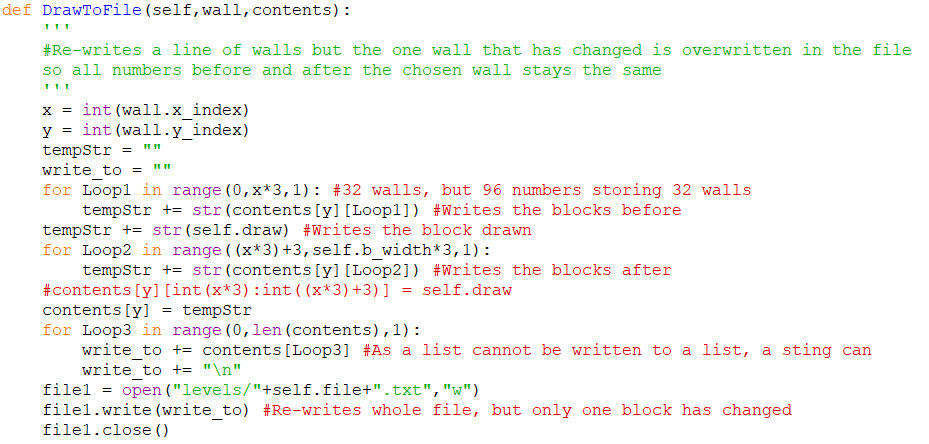 def DrawToFile(self,wall,contents):
    '''
    #Re-writes a line of walls but the one wall that has changed is overwritten in the file
    so all numbers before and after the chosen wall stays the same
    '''
    x = int(wall.x_index)
    y = int(wall.y_index)
    tempStr = ""
    write_to = ""
    for Loop1 in range(0,x*3,1): #32 walls, but 96 numbers storing 32 walls
        tempStr += str(contents[y][Loop1]) #Writes the blocks before
    tempStr += str(self.draw) #Writes the block drawn
    for Loop2 in range((x*3)+3,self.b_width*3,1):
        tempStr += str(contents[y][Loop2]) #Writes the blocks after
    #contents[y][int(x*3):int((x*3)+3)] = self.draw
    contents[y] = tempStr
    for Loop3 in range(0,len(contents),1):
        write_to += contents[Loop3] #As a list cannot be written to a list, a sting can
        write_to += "\n"
    file1 = open("levels/"+self.file+".txt","w")
    file1.write(write_to) #Re-writes whole file, but only one block has changed
    file1.close()